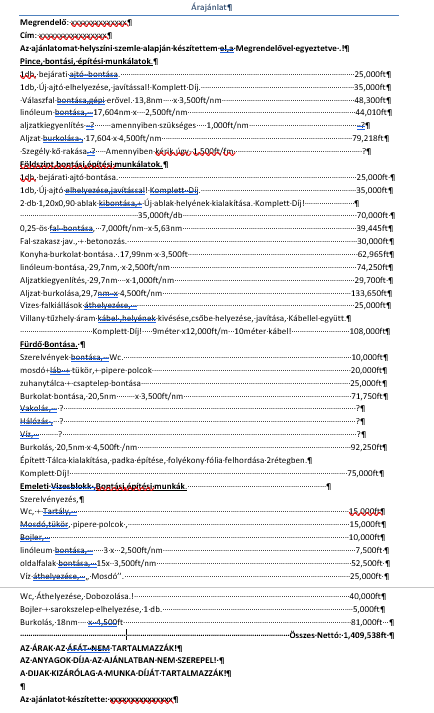 Árajánlat¶
Megrendelő: xxxxxxxxxxxxx¶
Cím: xxxxxxxxxxxxxxx¶
Az ajánlatomat helyszíni szemle alapján készítettem el,a Megrendelővel egyeztetve .!¶
Pince, bontási, építési munkálatok.¶
1db, bejárati ajtó bontása. 25,000ft¶
1db, Új ajtó elhelyezése, javítással! Komplett Díj. 35,000ft¶
Válaszfal bontása,gépi erővel. 13,8nm x 3,500ft/nm 48,300ft¶
linóleum bontása, 17,604nm x 2,500ft/nm 44,010ft¶
aljzatkiegyenlítés ? amennyiben szükséges 1,000ft/nm ?¶
Aljzat burkolása, 17,604 x 4,500ft/nm 79,218ft¶
Szegély kő rakása,? Amennyiben kérik úgy, 1,500ft/fm ?¶
Földszint,bontási,építési munkálatok.¶
1db, bejárati ajtó bontása. 25,000ft¶
1db, Új ajtó elhelyezése,javítással! Komplett Díj. 35,000ft¶
2 db 1,20x0,90 ablak kibontása,+ Új ablak helyének kialakítása. Komplett Díj! ¶
35,000ft/db 70,000ft¶
0,25-ös fal bontása, 7,000ft/nm x 5,63nm 39,445ft¶
Fal szakasz jav., + betonozás. 30,000ft¶
Konyha burkolat bontása. 17,99nm x 3,500ft 62,965ft¶
linóleum bontása, 29,7nm, x 2,500ft/nm 74,250ft¶
Aljzatkiegyenlítés, 29,7nm x 1,000ft/nm 29,700ft¶
Aljzat burkolása,29,7nm x 4,500ft/nm 133,650ft¶
Vizes falkiállások áthelyezése, 25,000ft¶
Villany tűzhely áram kábel,helyének kivésése,csőbe helyezése, javítása, Kábellel együtt.¶
Komplett Díj! 9méter x12,000ft/m 10méter kábel! 108,000ft¶
Fürdő Bontása. ¶
Szerelvények bontása, Wc. 10,000ft¶
mosdó+láb + tükör,+ pipere polcok 20,000ft¶
zuhanytálca + csaptelep bontása 25,000ft¶
Burkolat bontása, 20,5nm x 3,500ft/nm 71,750ft¶
Vakolás, ? ?¶
Hálózás, ? ?¶
Víz, ? ?¶
Burkolás, 20,5nm x 4,500ft /nm 92,250ft¶
Épített Tálca kialakítása, padka építése, folyékony fólia felhordása 2rétegben.¶
Komplett Díj! 75,000ft¶
Emeleti Vizesblokk Bontási,építési munkák. ¶
Szerelvényezés,¶
Wc, + Tartály, 15,000ft¶
Mosdó,tükör, pipere polcok , 15,000ft¶
Bojler, 10,000ft¶
linóleum bontása, 3 x 2,500ft/nm 7,500ft¶
oldalfalak bontása, 15x 3,500ft/nm 52,500ft¶
Víz áthelyezése, „ Mosdó”. 25,000ft¶
Wc, Áthelyezése, Dobozolása.! 40,000ft¶
Bojler + sarokszelep elhelyezése, 1 db. 5,000ft¶
Burkolás, 18nm x 4,500ft 81,000ft¶
Összes Nettó: 1,409,538ft ¶
AZ ÁRAK AZ ÁFÁT NEM TARTALMAZZÁK!¶
AZ ANYAGOK DÍJA AZ AJÁNLATBAN NEM SZEREPEL! ¶
A DIJAK KIZÁRÓLAG A MUNKA DÍJÁT TARTALMAZZÁK!¶
¶
Az ajánlatot készítette: xxxxxxxxxxxxxx¶